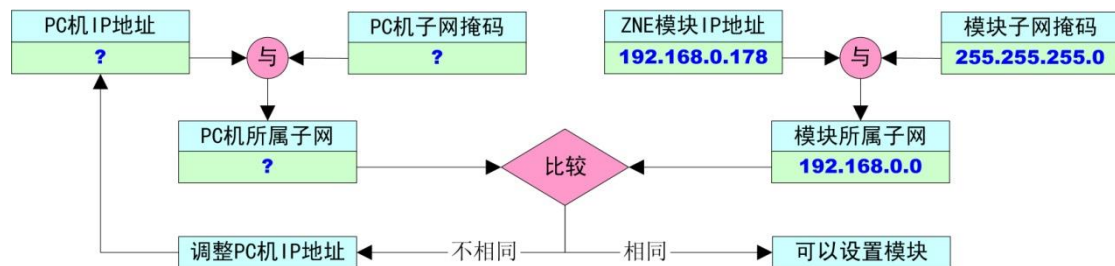 PC机IP地址
?
与
PC机子网掩码
?
ZNE模块IP地址
192.168.0.178
与
模块子网掩码
255.255.255.0
PC机所属子网
?
比较
模块所属子网
192.168.0.0
调整PC机IP地址
不相同
相同
可以设置模块